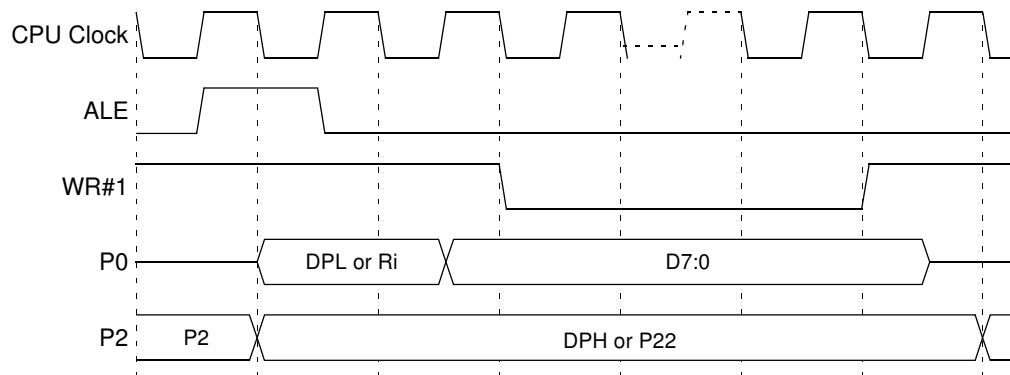 CPU Clock
ALE
WR#1
P0
DPL or Ri
D7:0
P2
P2
DPH or P22